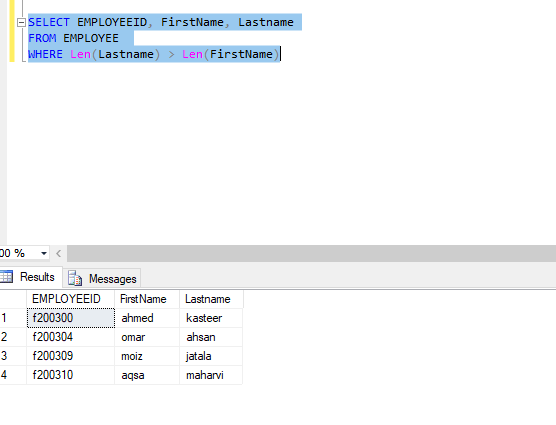 SELECT EMPLOYEEID, FirstName, Lastname
FROM EMPLOYEE
WHERE Len(Lastname) > Len(FirstName)
00 %
Results Messages
EMPLOYEEID FirstName Lastname
1 f200300 ahmed kasteer
2 f200304 omar ahsan
3 f200309 moiz jatala
4 f200310 aqsa maharvi